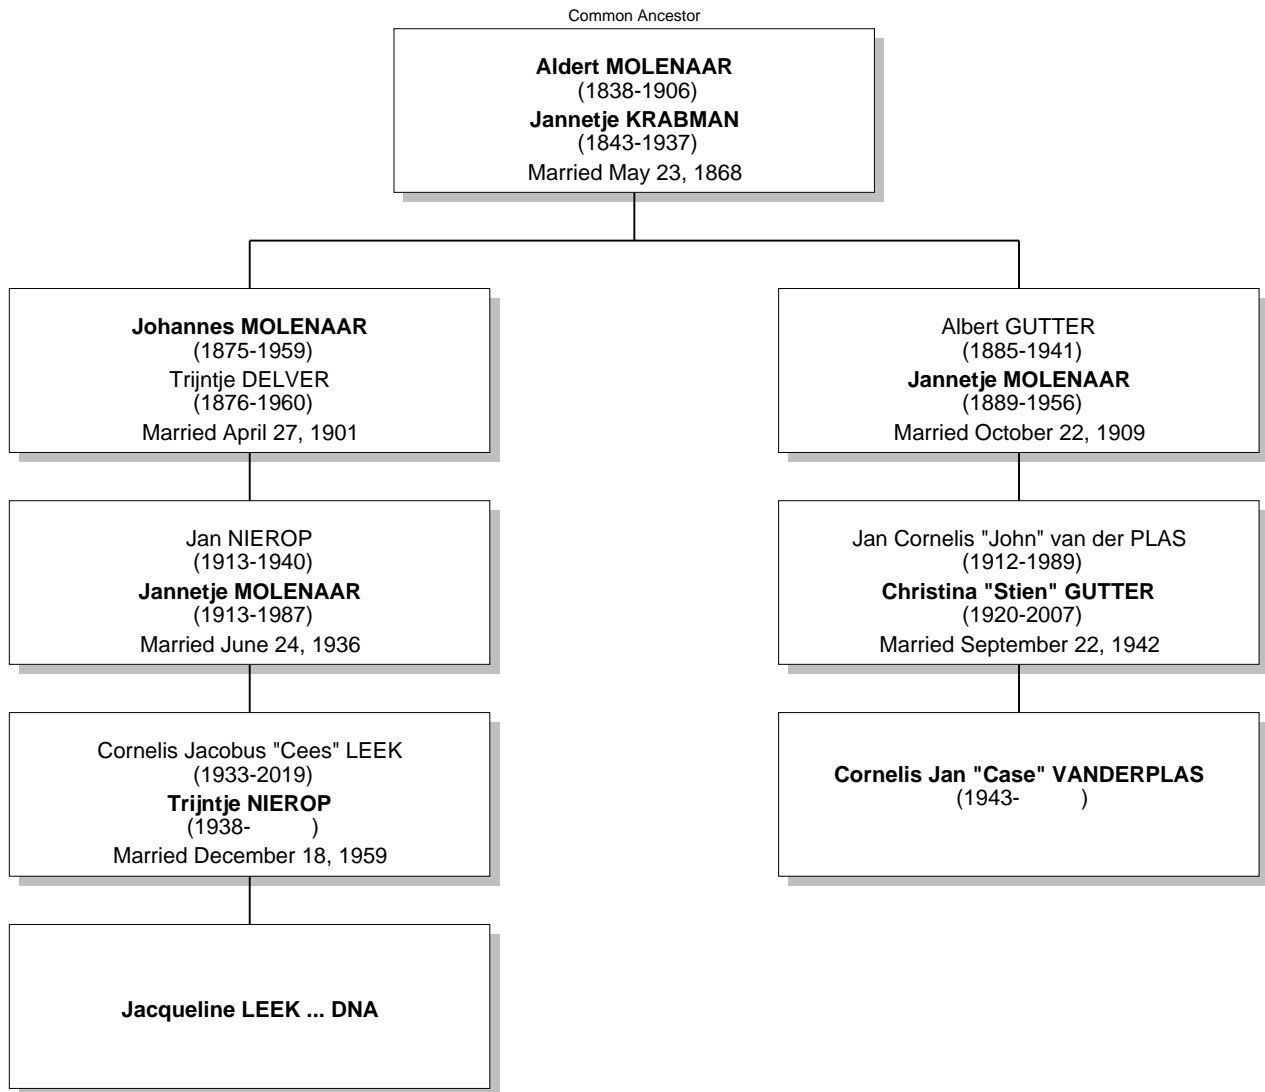 Common Ancestor
Aldert MOLENAAR
(1838-1906)
Jannetje KRABMAN
(1843-1937)
Married May 23, 1868
Johannes MOLENAAR
(1875-1959)
Trijntje DELVER
(1876-1960)
Married April 27, 1901
Albert GUTTER
(1885-1941)
Jannetje MOLENAAR
(1889-1956)
Married October 22, 1909
Jan NIEROP
(1913-1940)
Jannetje MOLENAAR
(1913-1987)
Married June 24, 1936
Jan Cornelis "John" van der PLAS
(1912-1989)
Christina "Stien" GUTTER
(1920-2007)
Married September 22, 1942
Cornelis Jacobus "Cees" LEEK
(1933-2019)
Trijntje NIEROP
(1938-          )
Married December 18, 1959
Cornelis Jan "Case" VANDERPLAS
(1943-          )
Jacqueline LEEK ... DNA